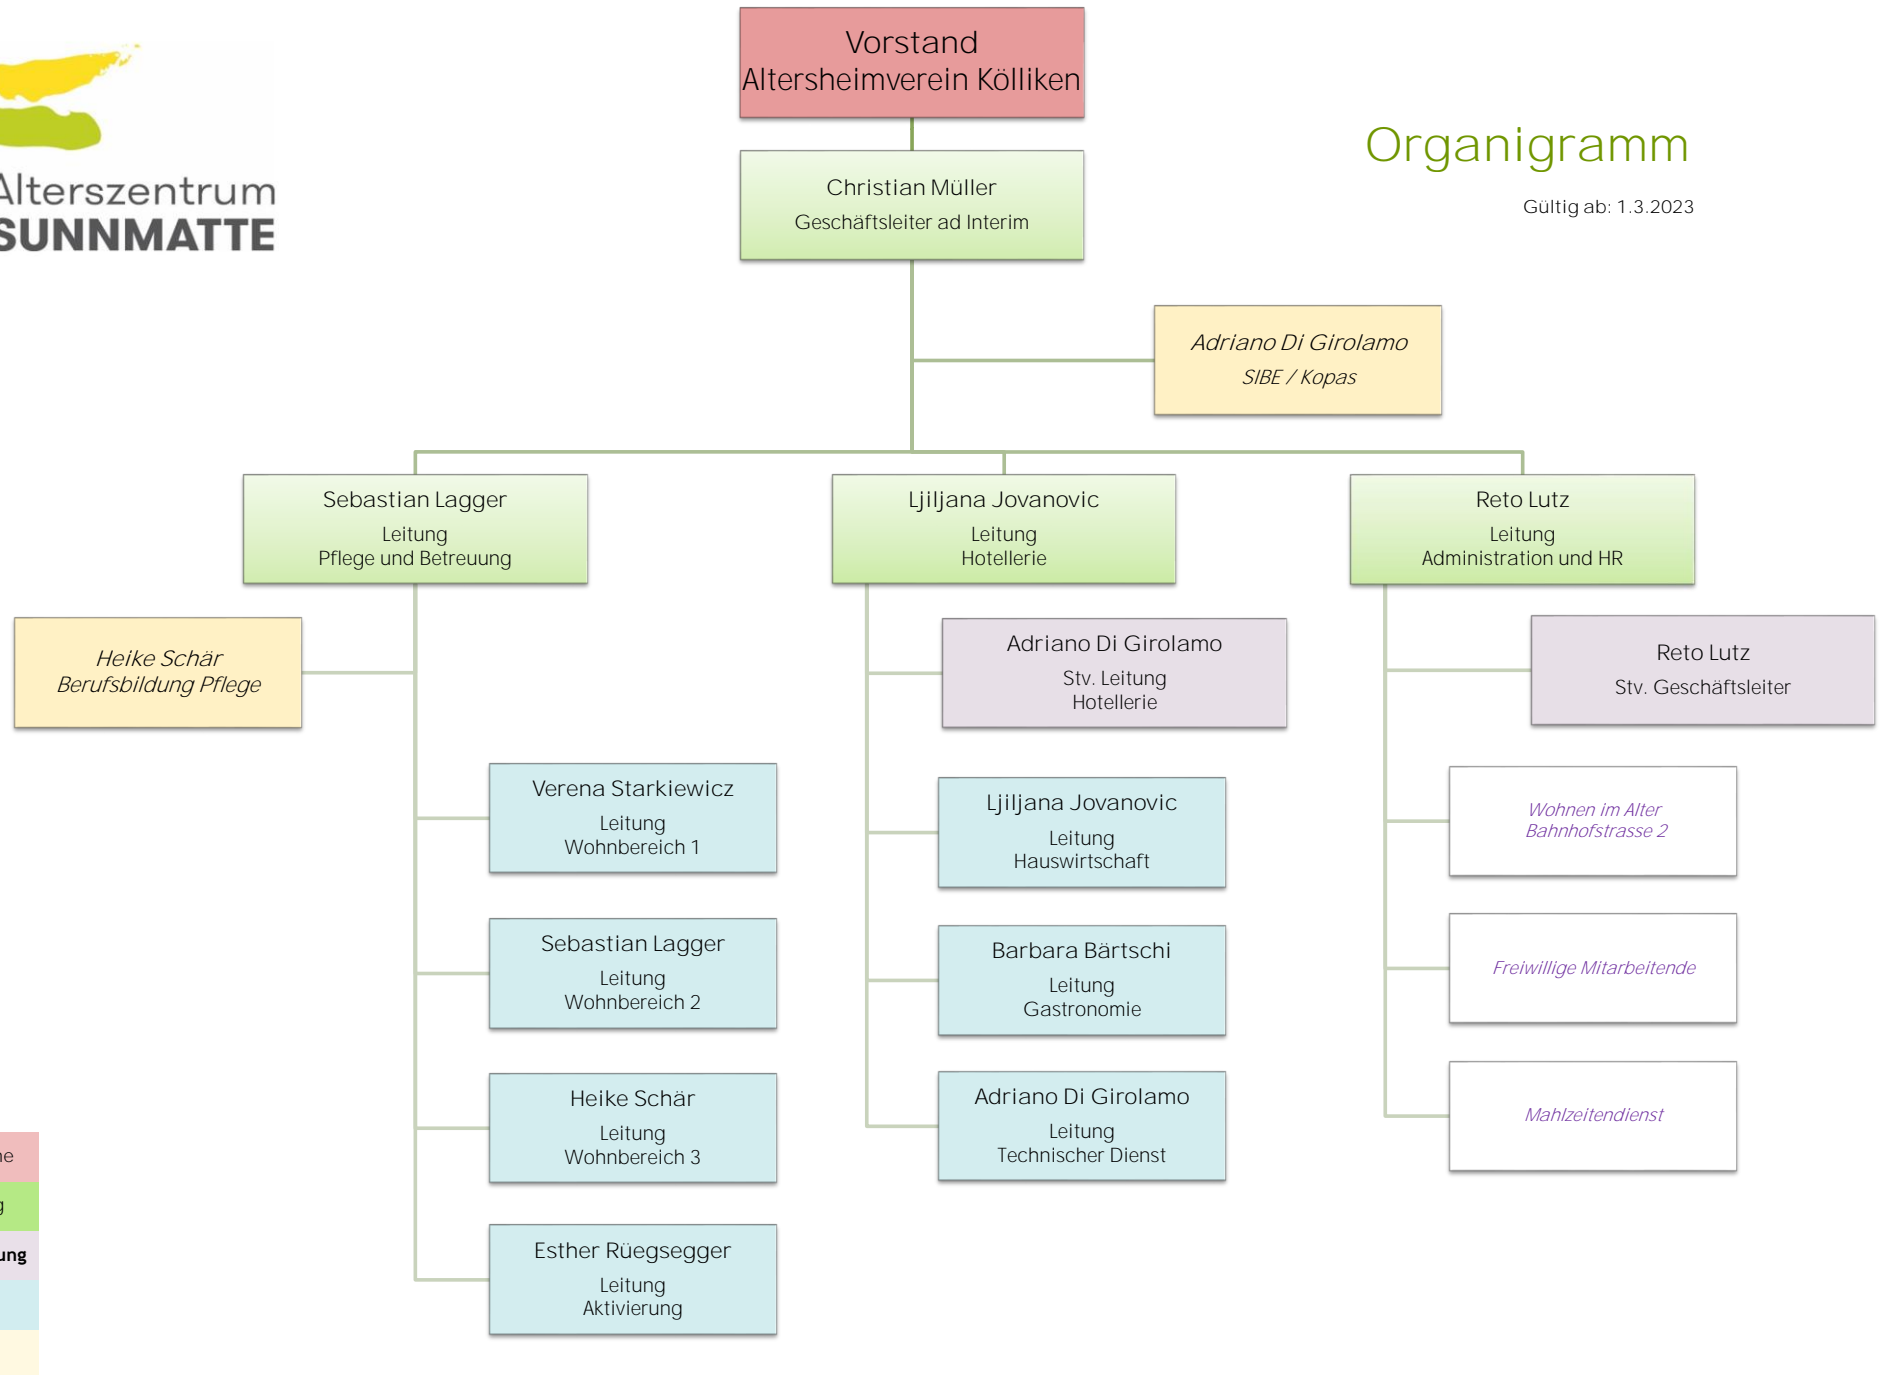 Vorstand
Altersheimverein Kölliken
Alterszentrum
SUNNMATTE
Organigramm
Gültig ab: 1.3.2023
Christian Müller
Geschäftsleiter ad Interim
Adriano Di Girolamo
SIBE / Kopas
Sebastian Lagger
Leitung
Pflege und Betreuung
Ljiljana Jovanovic
Leitung
Hotellerie
Reto Lutz
Leitung
Administration und HR
Heike Schär
Berufsbildung Pflege
Adriano Di Girolamo
Stv. Leitung
Hotellerie
Reto Lutz
Stv. Geschäftsleiter
Verena Starkiewicz
Leitung
Wohnbereich 1
Ljiljana Jovanovic
Leitung
Hauswirtschaft
Wohnen im Alter
Bahnhofstrasse 2
Sebastian Lagger
Leitung
Wohnbereich 2
Barbara Bärtschi
Leitung
Gastronomie
Freiwillige Mitarbeitende
Heike Schär
Leitung
Wohnbereich 3
Adriano Di Girolamo
Leitung
Technischer Dienst
Mahlzeitendienst
Esther Rüegsegger
Leitung
Aktivierung